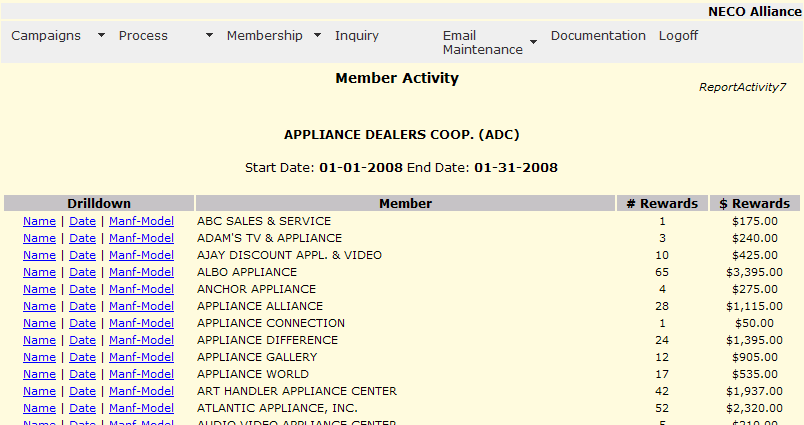 NECO Alliance
Campaigns Process Membership Inquiry Email Maintenance Documentation Logoff
Member Activity
ReportActivity7
APPLIANCE DEALERS COOP. (ADC)
Start Date: 01-01-2008 End Date: 01-31-2008
Drilldown Member # Rewards $ Rewards
Name | Date | Manf-Model ABC SALES & SERVICE 1 $175.00
Name | Date | Manf-Model ADAM'S TV & APPLIANCE 3 $240.00
Name | Date | Manf-Model AJAY DISCOUNT APPL. & VIDEO 10 $425.00
Name | Date | Manf-Model ALBO APPLIANCE 65 $3,395.00
Name | Date | Manf-Model ANCHOR APPLIANCE 4 $275.00
Name | Date | Manf-Model APPLIANCE ALLIANCE 28 $1,115.00
Name | Date | Manf-Model APPLIANCE CONNECTION 1 $50.00
Name | Date | Manf-Model APPLIANCE DIFFERENCE 24 $1,395.00
Name | Date | Manf-Model APPLIANCE GALLERY 12 $905.00
Name | Date | Manf-Model APPLIANCE WORLD 17 $535.00
Name | Date | Manf-Model ART HANDLER APPLIANCE CENTER 42 $1,937.00
Name | Date | Manf-Model ATLANTIC APPLIANCE, INC. 52 $2,320.00
Name | Date | Manf-Model AUDIO VIDEO APPLIANCE CENTER 5 $210.00